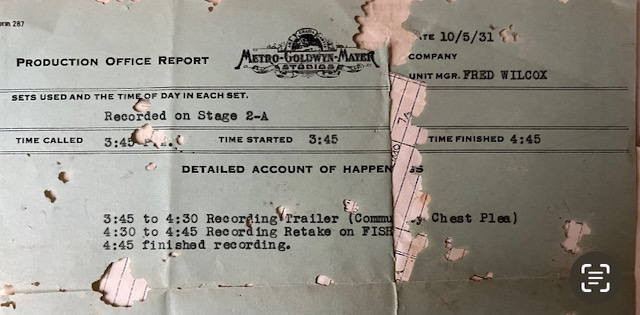 orm 287
ATE 10/5/31
PRODUCTION OFFICE REPORT
METRO-GOLDWYN-MAYER
STUDIOS
COMPANY
UNIT MGR. FRED WILCOX
SETS USED AND THE TIME OF DAY IN EACH SET.
Recorded on Stage 2-A
TIME CALLED 3:45 P.M. TIME STARTED 3:45 TIME FINISHED 4:45
DETAILED ACCOUNT OF HAPPEN GS
3:45 to 4:30 Recording Trailer (Commu y Chest Plea)
4:30 to 4:45 Recording Retake on FISH
4:45 finished recording.